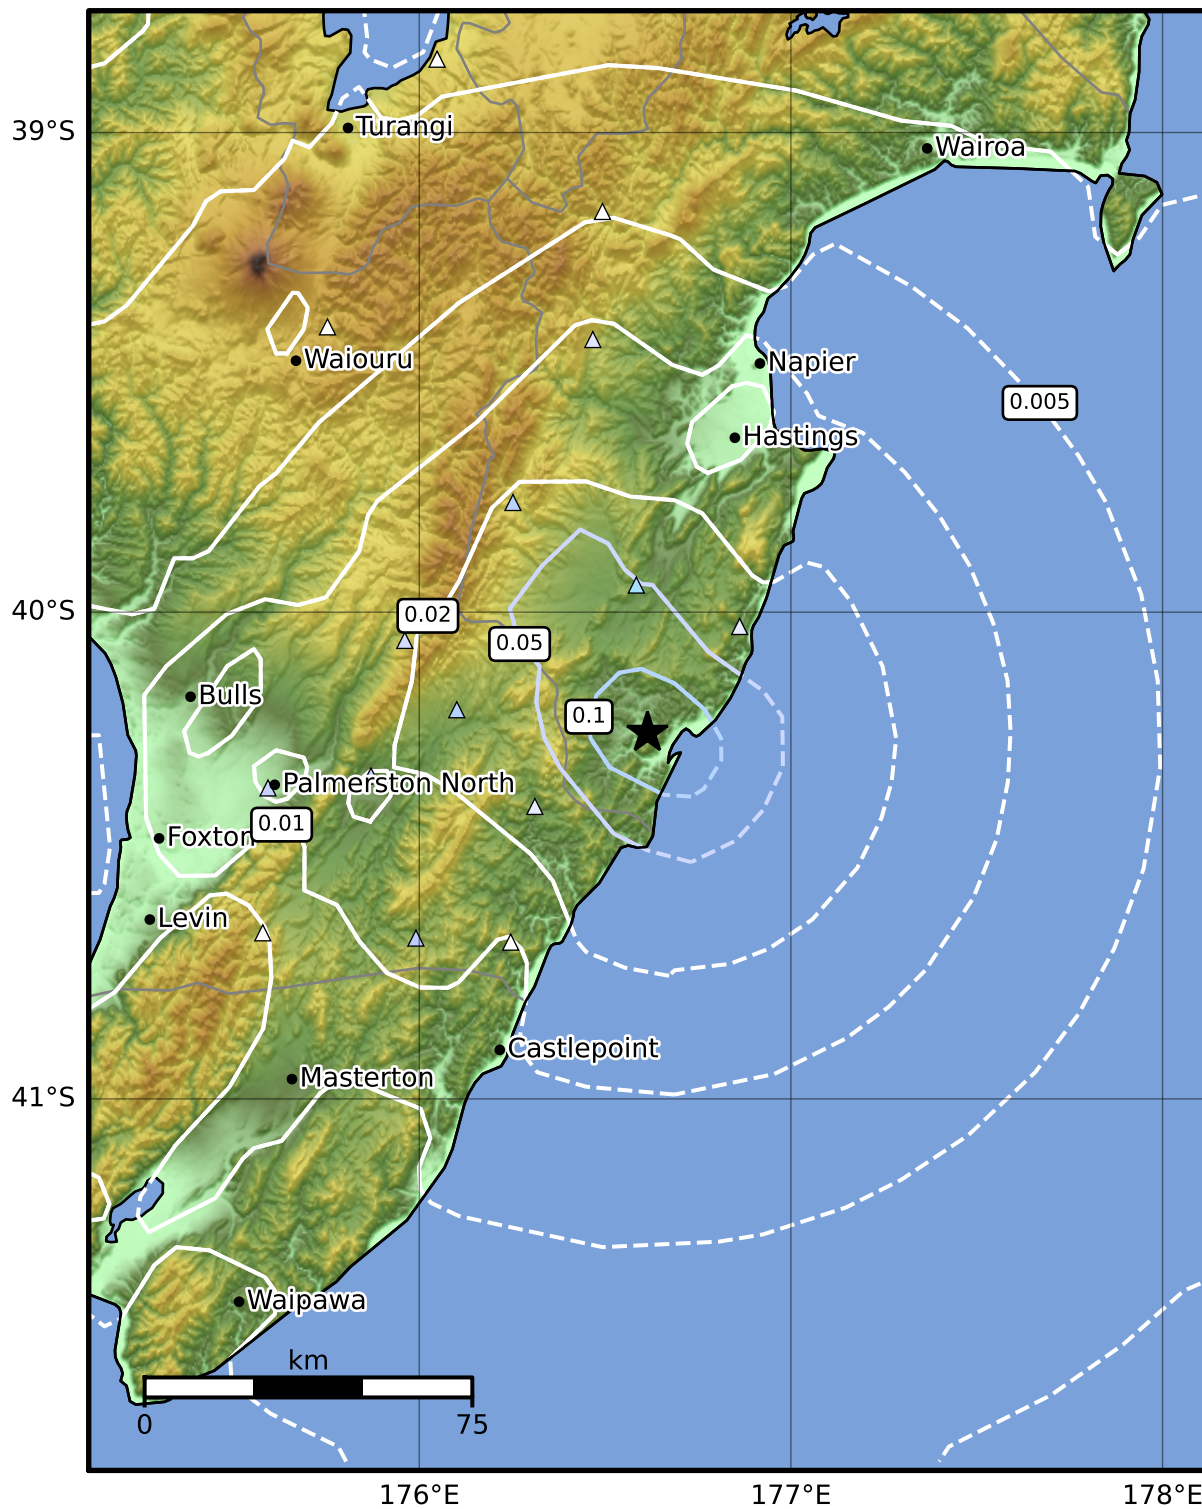 39°S
Turangi
Wairoa
Waiouru
Napier
0.005
Hastings
40°S
0.02
0.05
Bulls
0.1
Palmerston North
0.01
Foxton
Levin
Castlepoint
Masterton
41°S
Waipawa
km
0 75
176°E 177°E 178°E